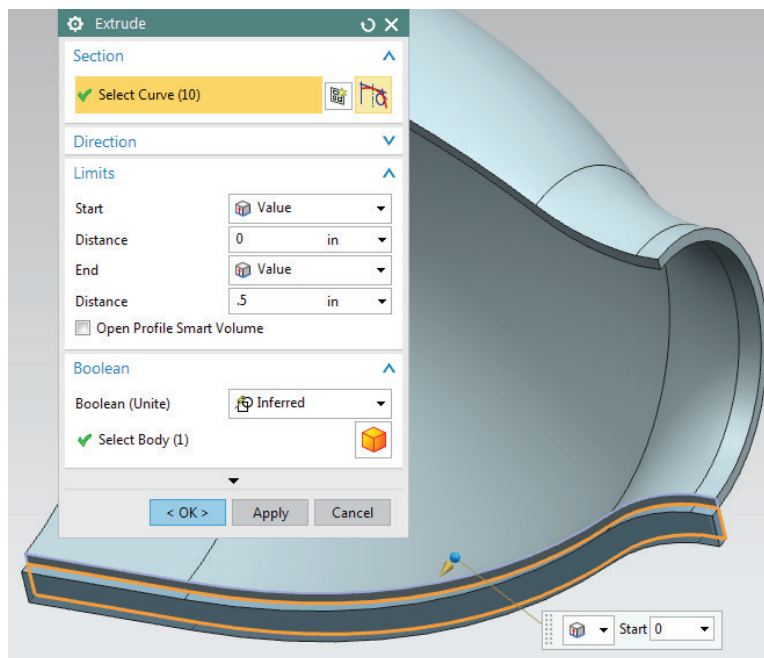 Extrude
Section
Select Curve (10)
Direction
Limits
Start Value
Distance 0 in
End Value
Distance .5 in
Open Profile Smart Volume
Boolean
Boolean (Unite) Inferred
Select Body (1)
< OK > Apply Cancel
Start 0